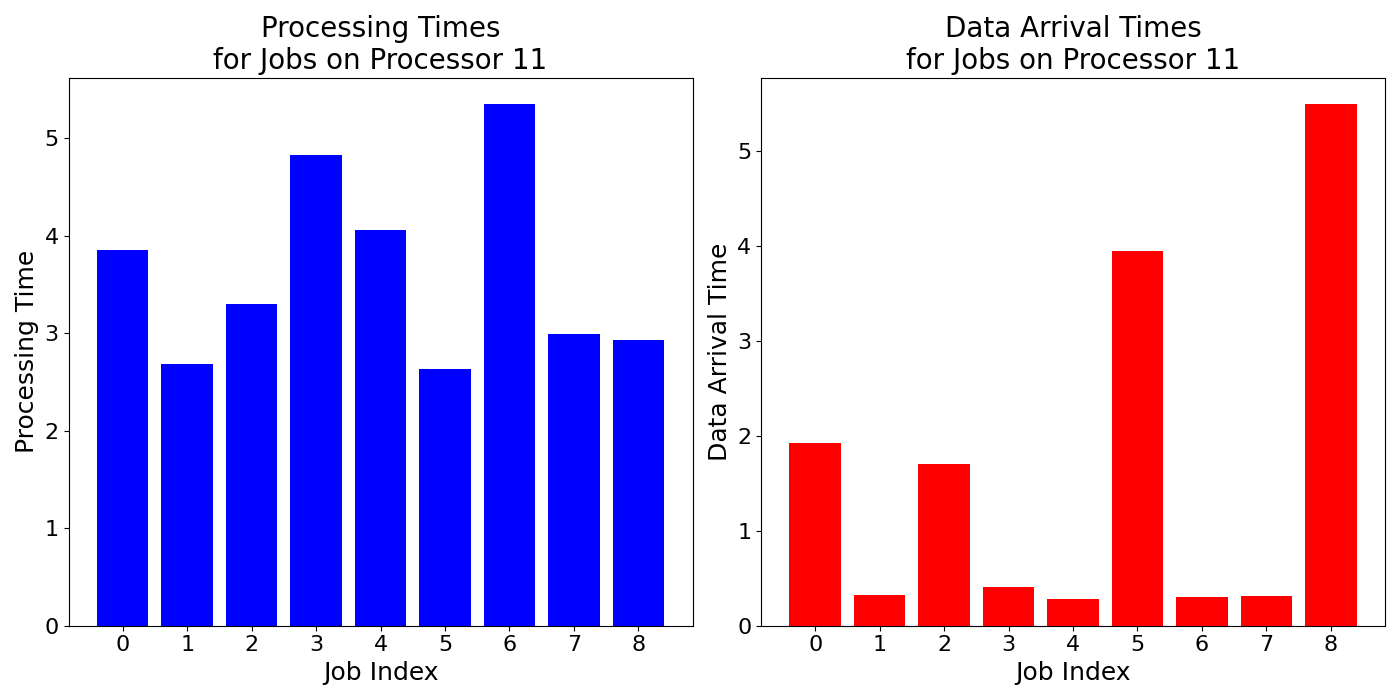 Processing Times
for Jobs on Processor 11
Processing Time
5
4
3
2
1
0
0 1 2 3 4 5 6 7 8
Job Index
Data Arrival Times
for Jobs on Processor 11
Data Arrival Time
5
4
3
2
1
0
0 1 2 3 4 5 6 7 8
Job Index